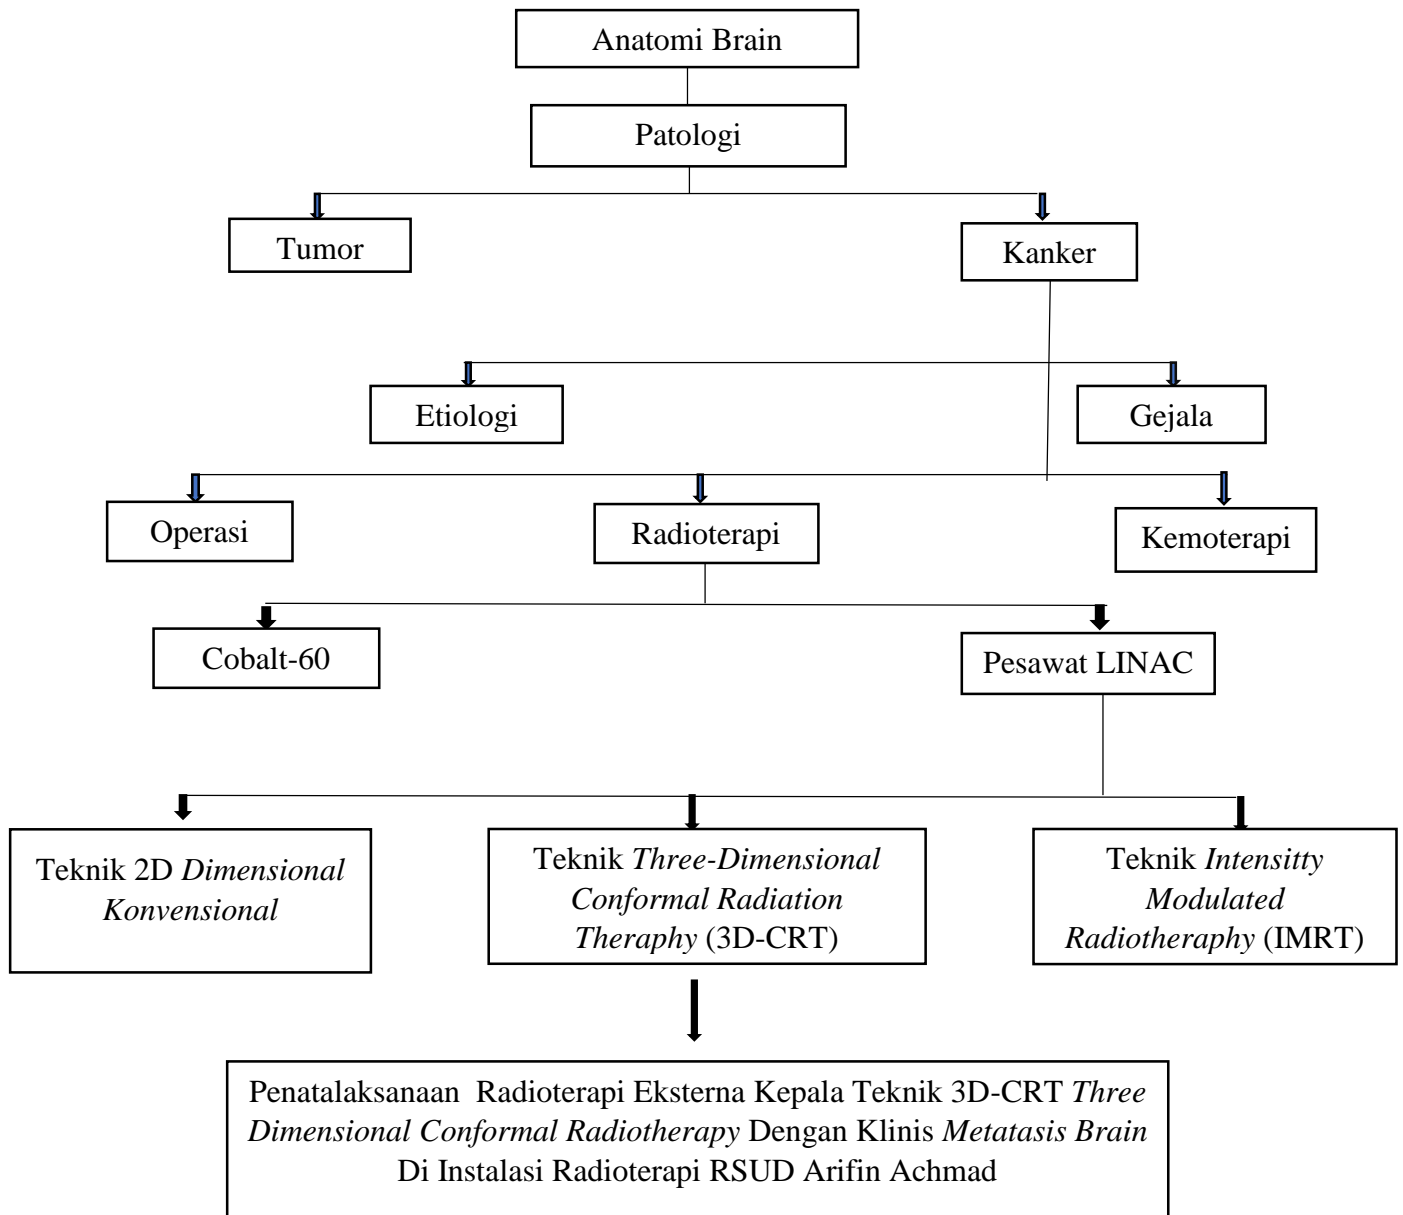 Anatomi Brain
Patologi
Tumor
Kanker
Etiologi
Gejala
Operasi
Radioterapi
Kemoterapi
Cobalt-60
Pesawat LINAC
Teknik 2D Dimensional
Konvensional
Teknik Three-Dimensional
Conformal Radiation
Theraphy (3D-CRT)
Teknik Intensitty
Modulated
Radiotheraphy (IMRT)
Penatalaksanaan Radioterapi Eksterna Kepala Teknik 3D-CRT Three
Dimensional Conformal Radiotherapy Dengan Klinis Metatasis Brain
Di Instalasi Radioterapi RSUD Arifin Achmad